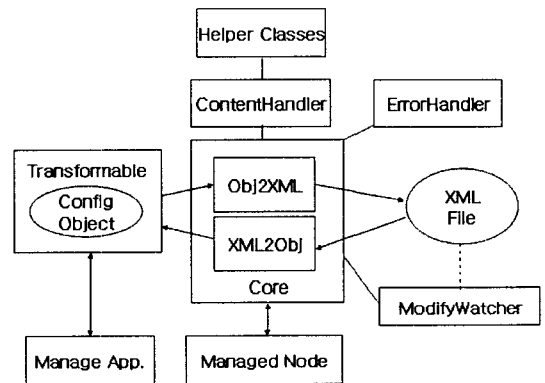 Helper Classes
ContentHandler
ErrorHandler
Transformable
Config
Object
Obj2XML
XML2Obj
Core
XML
File
ModifyWatcher
Manage App.
Managed Node